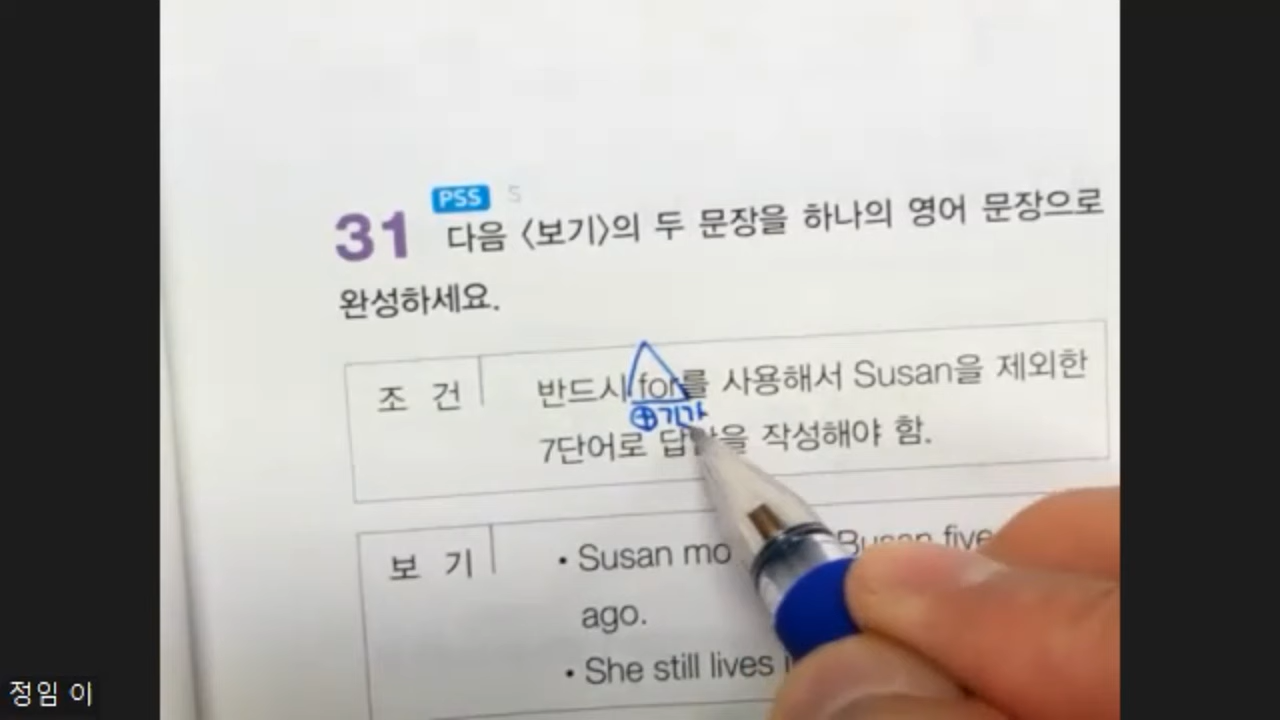 PSS 5
31 다음 〈보기〉의 두 문장을 하나의 영어 문장으로
완성하세요.
조 건
반드시 for를 사용해서 Susan을 제외한
⊕기간
7단어로 답안을 작성해야 함.
보 기
• Susan mo Busan five
ago.
• She still lives
정임 이